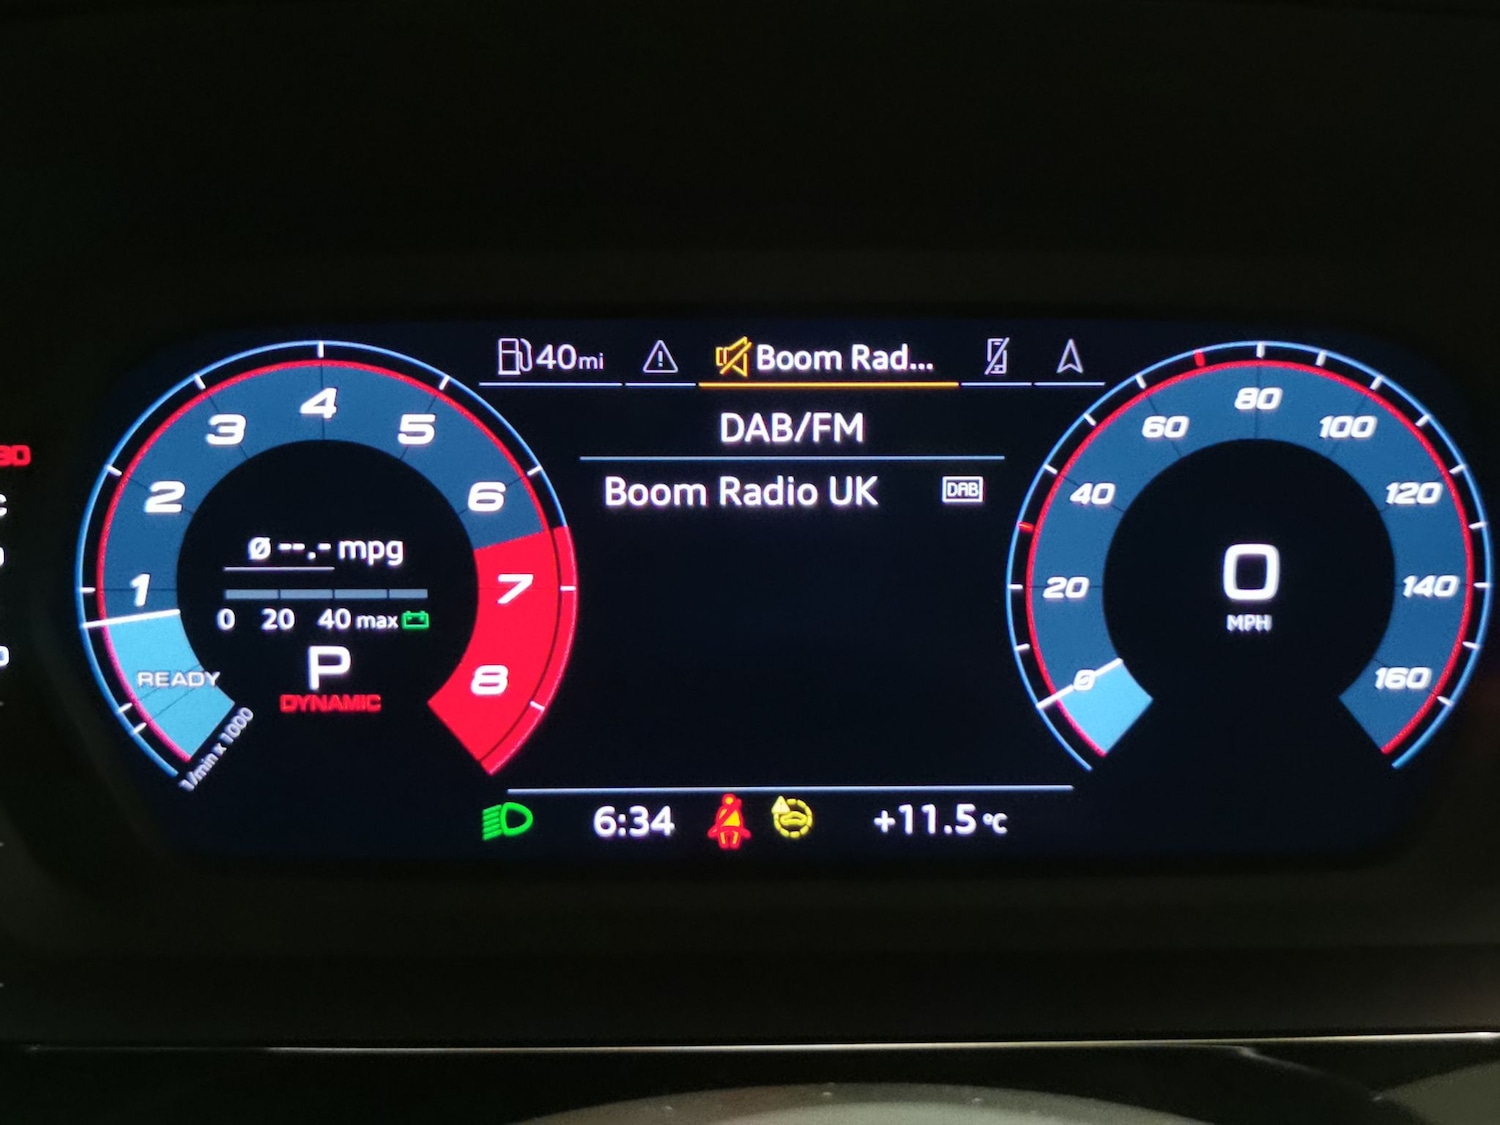 40mi
Boom Rad...
DAB/FM
Boom Radio UK DAB
1 2 3 4 5 6 7 8
ø --.- mpg
0 20 40 max
P
DYNAMIC
READY
1/min x 1000
0 20 40 60 80 100 120 140 160
0
MPH
6:34
+11.5 °C
30